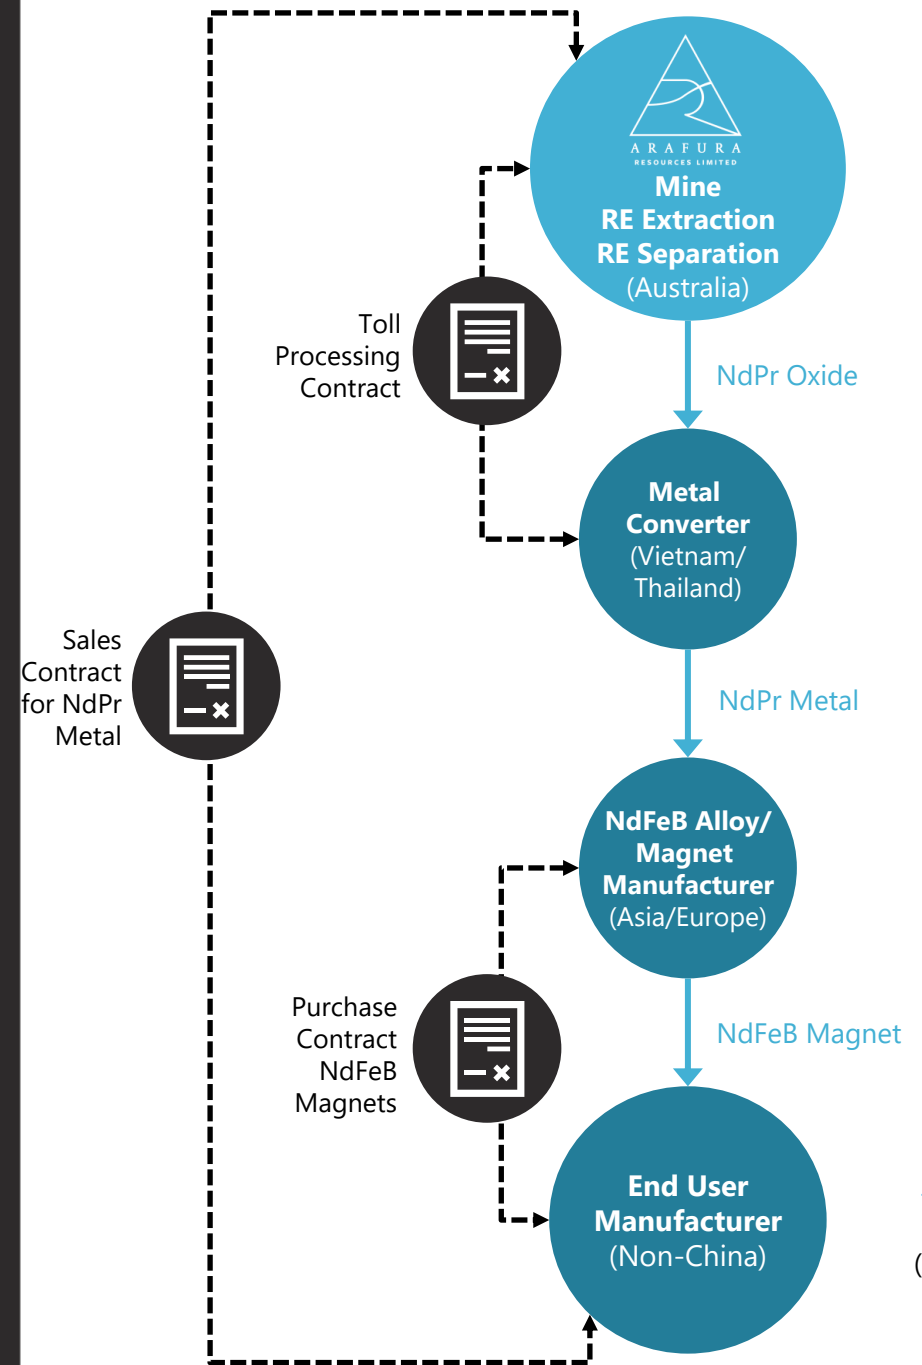 ARAFURA
RESOURCES LIMITED
Mine
RE Extraction
RE Separation
(Australia)
Toll
Processing
Contract
NdPr Oxide
Metal
Converter
(Vietnam/
Thailand)
Sales
Contract
for NdPr
Metal
NdPr Metal
NdFeB Alloy/
Magnet
Manufacturer
(Asia/Europe)
Purchase
Contract
NdFeB
Magnets
NdFeB Magnet
End User
Manufacturer
(Non-China)
(